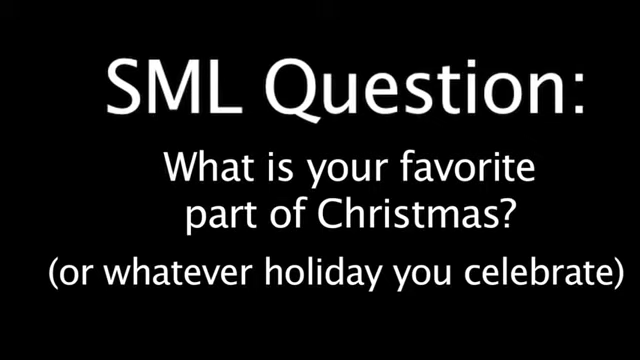 SML Question:
What is your favorite
part of Christmas?
(or whatever holiday you celebrate)